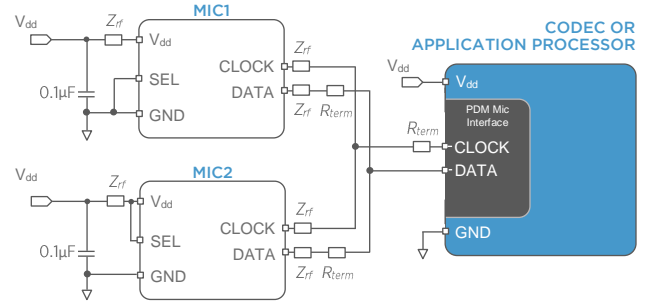 MIC1
Vdd
Zrf
Vdd
SEL
GND
0.1µF
CLOCK
DATA
Zrf
Zrf
Rterm
MIC2
Vdd
Zrf
Vdd
SEL
GND
0.1µF
CLOCK
DATA
Zrf
Zrf
Rterm
CODEC OR
APPLICATION PROCESSOR
Vdd
Vdd
PDM Mic
Interface
Rterm
CLOCK
DATA
GND